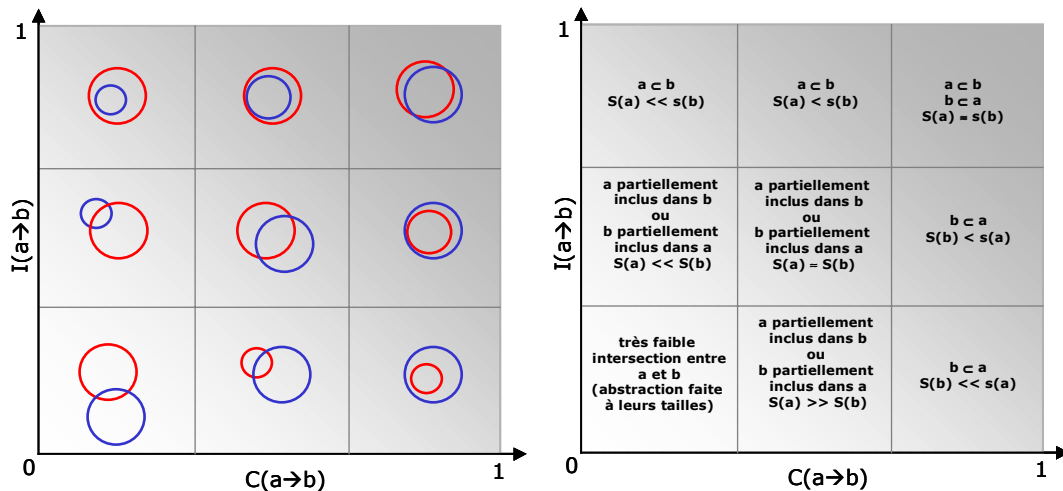 1
I(a→b)
0
C(a→b)
1
1
I(a→b)
a ⊂ b
S(a) << s(b)
a ⊂ b
S(a) < s(b)
a ⊂ b
b ⊂ a
S(a) = s(b)
a partiellement
inclus dans b
ou
b partiellement
inclus dans a
S(a) << S(b)
a partiellement
inclus dans b
ou
b partiellement
inclus dans a
S(a) = S(b)
b ⊂ a
S(b) < s(a)
très faible
intersection entre
a et b
(abstraction faite
à leurs tailles)
a partiellement
inclus dans b
ou
b partiellement
inclus dans a
S(a) >> S(b)
b ⊂ a
S(b) << s(a)
0
C(a→b)
1